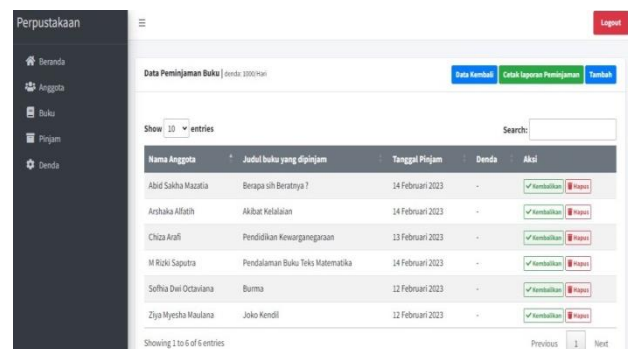 Perpustakaan
Logout
Beranda
Anggota
Buku
Pinjam
Denda
Data Peminjaman Buku | denda: 1000/Hari
Data Kembali Cetak laporan Peminjaman Tambah
Show 10 entries Search:
Nama Anggota Judul buku yang dipinjam Tanggal Pinjam Denda Aksi
Abid Sakha Mazatia Berapa sih Beratnya ? 14 Februari 2023 - Kembalikan Hapus
Arshaka Alfatih Akibat Kelalaian 14 Februari 2023 - Kembalikan Hapus
Chiza Arafi Pendidikan Kewarganegaraan 13 Februari 2023 - Kembalikan Hapus
M Rizki Saputra Pendalaman Buku Teks Matematika 14 Februari 2023 - Kembalikan Hapus
Sofhia Dwi Octaviana Burma 12 Februari 2023 - Kembalikan Hapus
Ziya Myesha Maulana Joko Kendil 12 Februari 2023 - Kembalikan Hapus
Showing 1 to 6 of 6 entries Previous 1 Next